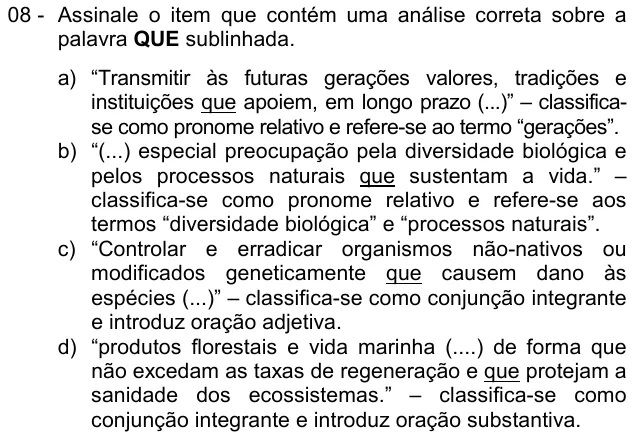 08 - Assinale o item que contém uma análise correta sobre a
palavra QUE sublinhada.
a) “Transmitir às futuras gerações valores, tradições e
instituições que apoiem, em longo prazo (...)” – classifica-
se como pronome relativo e refere-se ao termo “gerações”.
b) “(...) especial preocupação pela diversidade biológica e
pelos processos naturais que sustentam a vida.” –
classifica-se como pronome relativo e refere-se aos
termos “diversidade biológica” e “processos naturais”.
c) “Controlar e erradicar organismos não-nativos ou
modificados geneticamente que causem dano às
espécies (...)” – classifica-se como conjunção integrante
e introduz oração adjetiva.
d) “produtos florestais e vida marinha (....) de forma que
não excedam as taxas de regeneração e que protejam a
sanidade dos ecossistemas.” – classifica-se como
conjunção integrante e introduz oração substantiva.